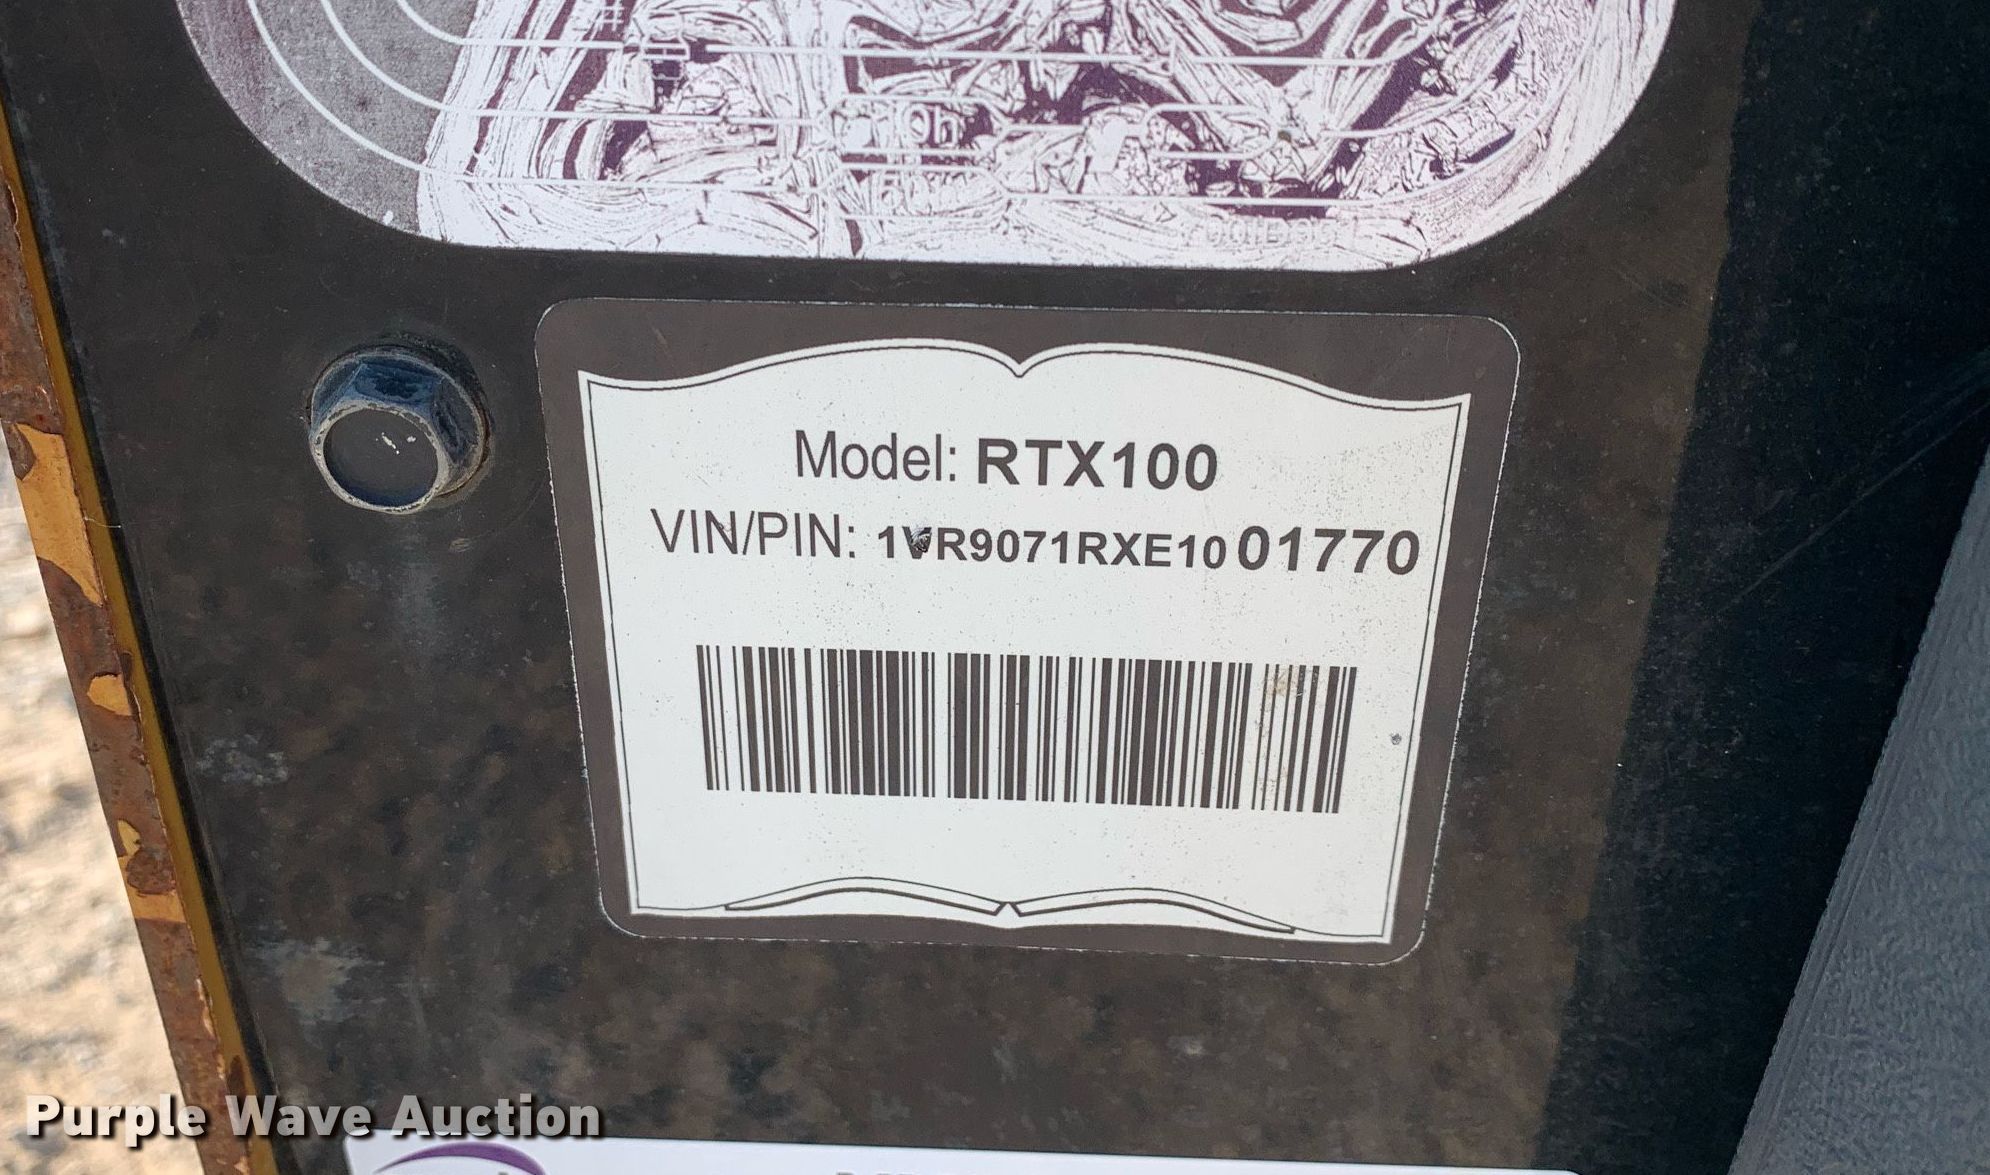 Model: RTX100
VIN/PIN: 1VR9071RXE1001770
Purple Wave Auction